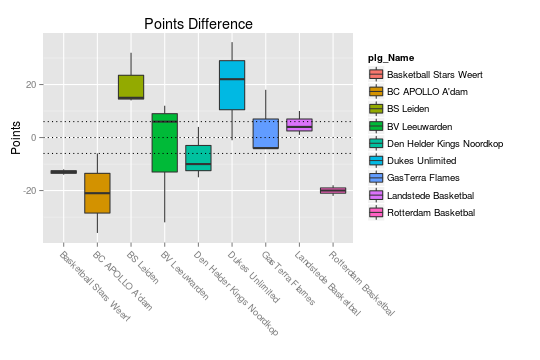 Points Difference
Points
20
0
-20
Basketball Stars Weert
BC APOLLO A'dam
BS Leiden
BV Leeuwarden
Den Helder Kings Noordkop
Dukes Unlimited
GasTerra Flames
Landstede Basketbal
Rotterdam Basketbal
plg_Name
Basketball Stars Weert
BC APOLLO A'dam
BS Leiden
BV Leeuwarden
Den Helder Kings Noordkop
Dukes Unlimited
GasTerra Flames
Landstede Basketbal
Rotterdam Basketbal